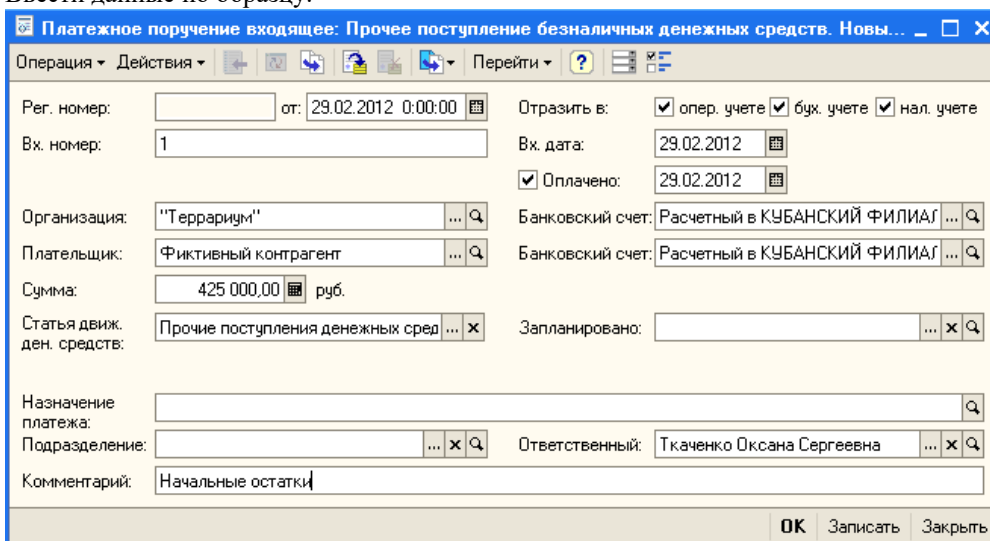 Ввести данные по образцу.
Платежное поручение входящее: Прочее поступление безналичных денежных средств. Новы...
Операция Действия Перейти ?
Рег. номер: от: 29.02.2012 0:00:00 Отразить в: опер. учете бух. учете нал. учете
Вх. номер: 1 Вх. дата: 29.02.2012
Оплачено: 29.02.2012
Организация: "Террариум" ... Банковский счет: Расчетный в КУБАНСКИЙ ФИЛИАЛ ...
Плательщик: Фиктивный контрагент ... Банковский счет: Расчетный в КУБАНСКИЙ ФИЛИАЛ ...
Сумма: 425 000,00 руб.
Статья движ. Прочие поступления денежных сред ... Запланировано: ...
ден. средств:
Назначение
платежа:
Подразделение: ... Ответственный: Ткаченко Оксана Сергеевна ...
Комментарий: Начальные остатки
OK Записать Закрыть